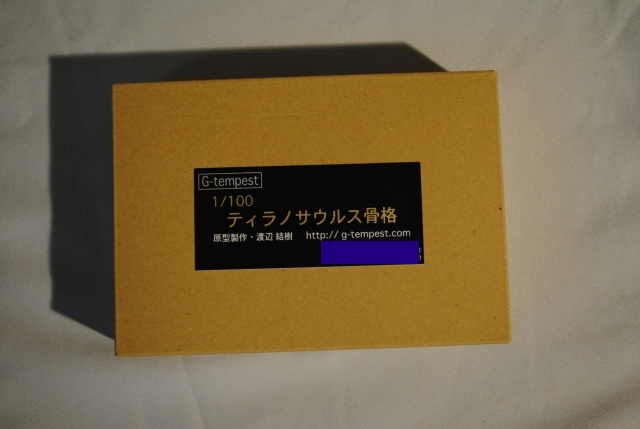 G-tempest
1/100
ティラノサウルス骨格
原型製作・渡辺 結樹 http:// g-tempest.com